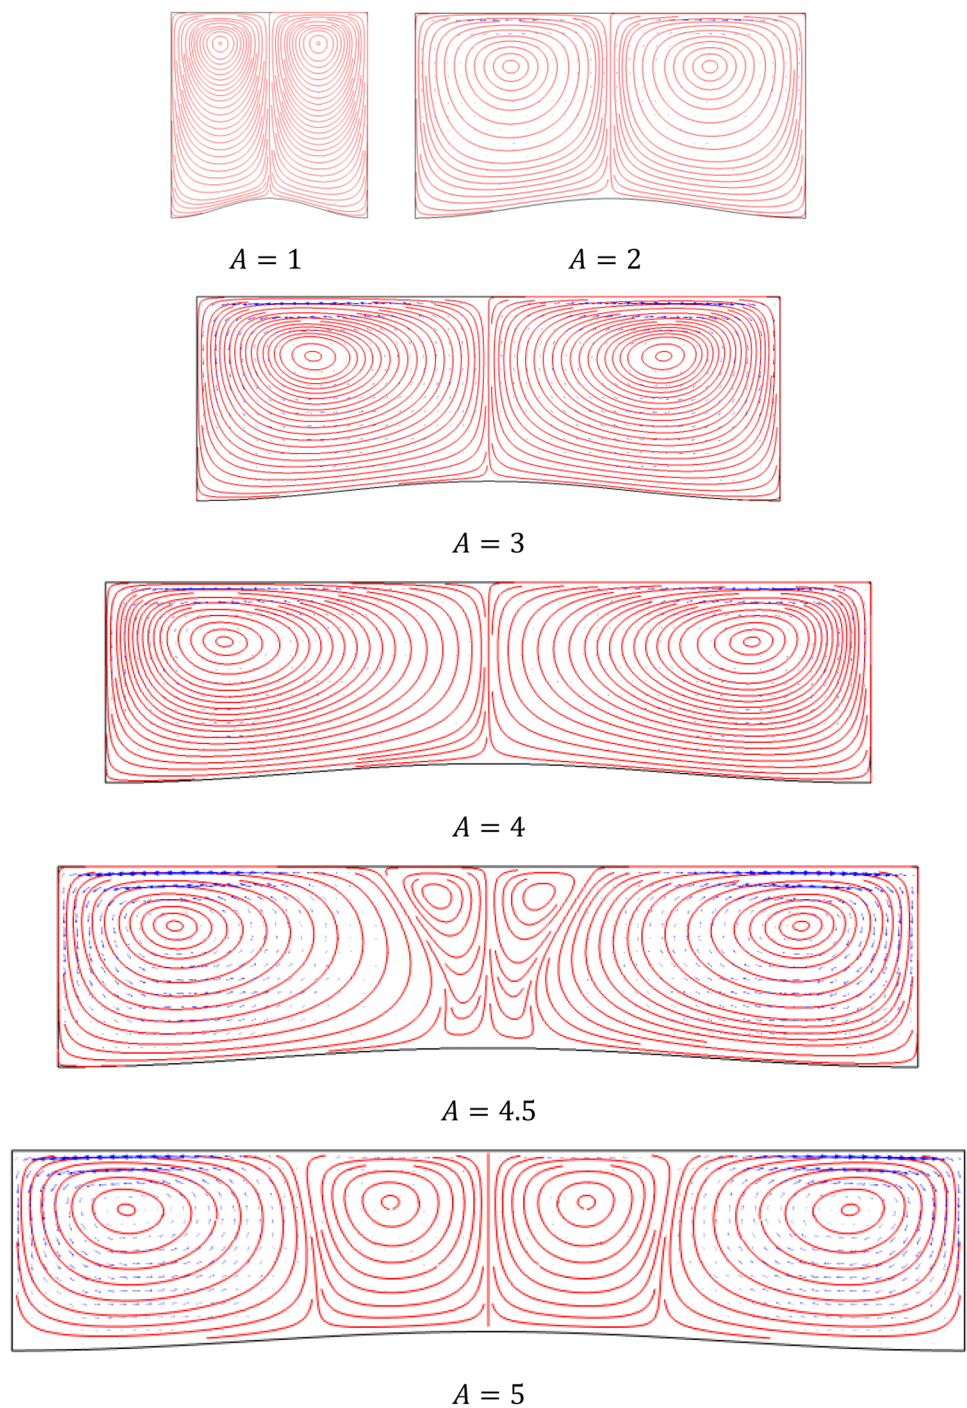 A = 1
A = 2
A = 3
A = 4
A = 4.5
A = 5